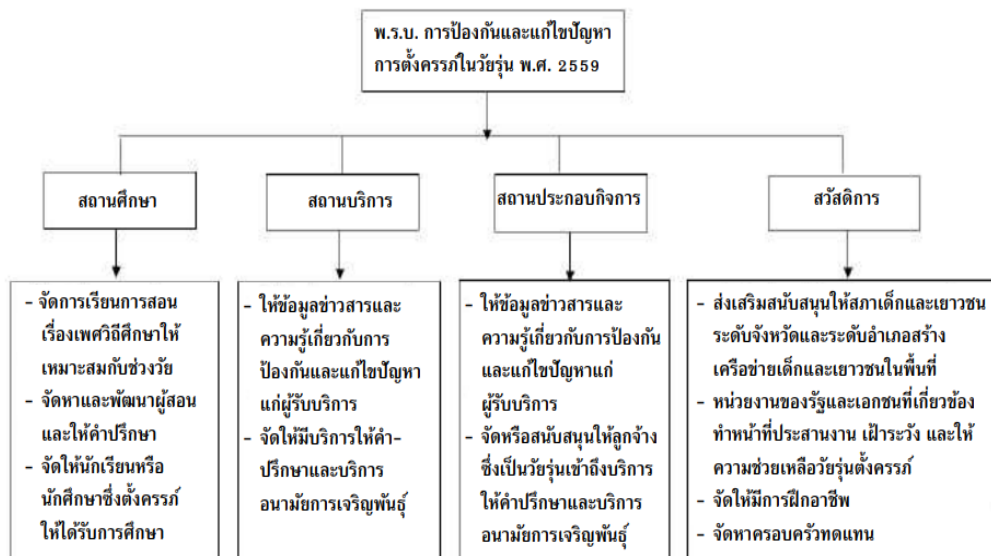 พ.ร.บ. การป้องกันและแก้ไขปัญหา
การตั้งครรภ์ในวัยรุ่น พ.ศ. 2559
สถานศึกษา
สถานบริการ
สถานประกอบกิจการ
สวัสดิการ
- จัดการเรียนการสอน
เรื่องเพศวิถีศึกษาให้
เหมาะสมกับช่วงวัย
- จัดหาและพัฒนาผู้สอน
และให้คำปรึกษา
- จัดให้นักเรียนหรือ
นักศึกษาซึ่งตั้งครรภ์
ให้ได้รับการศึกษา
- ให้ข้อมูลข่าวสารและ
ความรู้เกี่ยวกับการ
ป้องกันและแก้ไขปัญหา
แก่ผู้รับบริการ
- จัดให้มีบริการให้คำ-
ปรึกษาและบริการ
อนามัยการเจริญพันธุ์
- ให้ข้อมูลข่าวสารและ
ความรู้เกี่ยวกับการป้องกัน
และแก้ไขปัญหาแก่
ผู้รับบริการ
- จัดหรือสนับสนุนให้ลูกจ้าง
ซึ่งเป็นวัยรุ่นเข้าถึงบริการ
ให้คำปรึกษาและบริการ
อนามัยการเจริญพันธุ์
- ส่งเสริมสนับสนุนให้สภาเด็กและเยาวชน
ระดับจังหวัดและระดับอำเภอสร้าง
เครือข่ายเด็กและเยาวชนในพื้นที่
- หน่วยงานของรัฐและเอกชนที่เกี่ยวข้อง
ทำหน้าที่ประสานงาน เฝ้าระวัง และให้
ความช่วยเหลือวัยรุ่นตั้งครรภ์
- จัดให้มีการฝึกอาชีพ
- จัดหาครอบครัวทดแทน